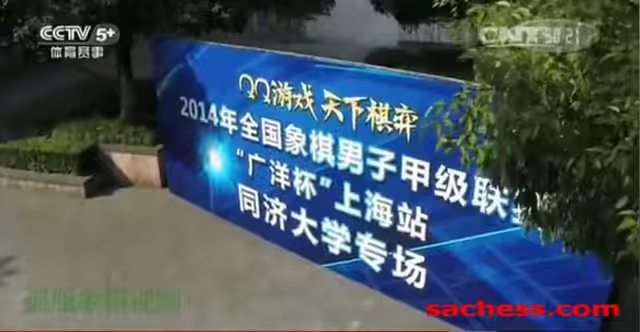 CCTV 5+
体育赛事
QQ游戏 天下棋弈
2014年全国象棋男子甲级联
“广洋杯”上海站
同济大学专场
sachess.com